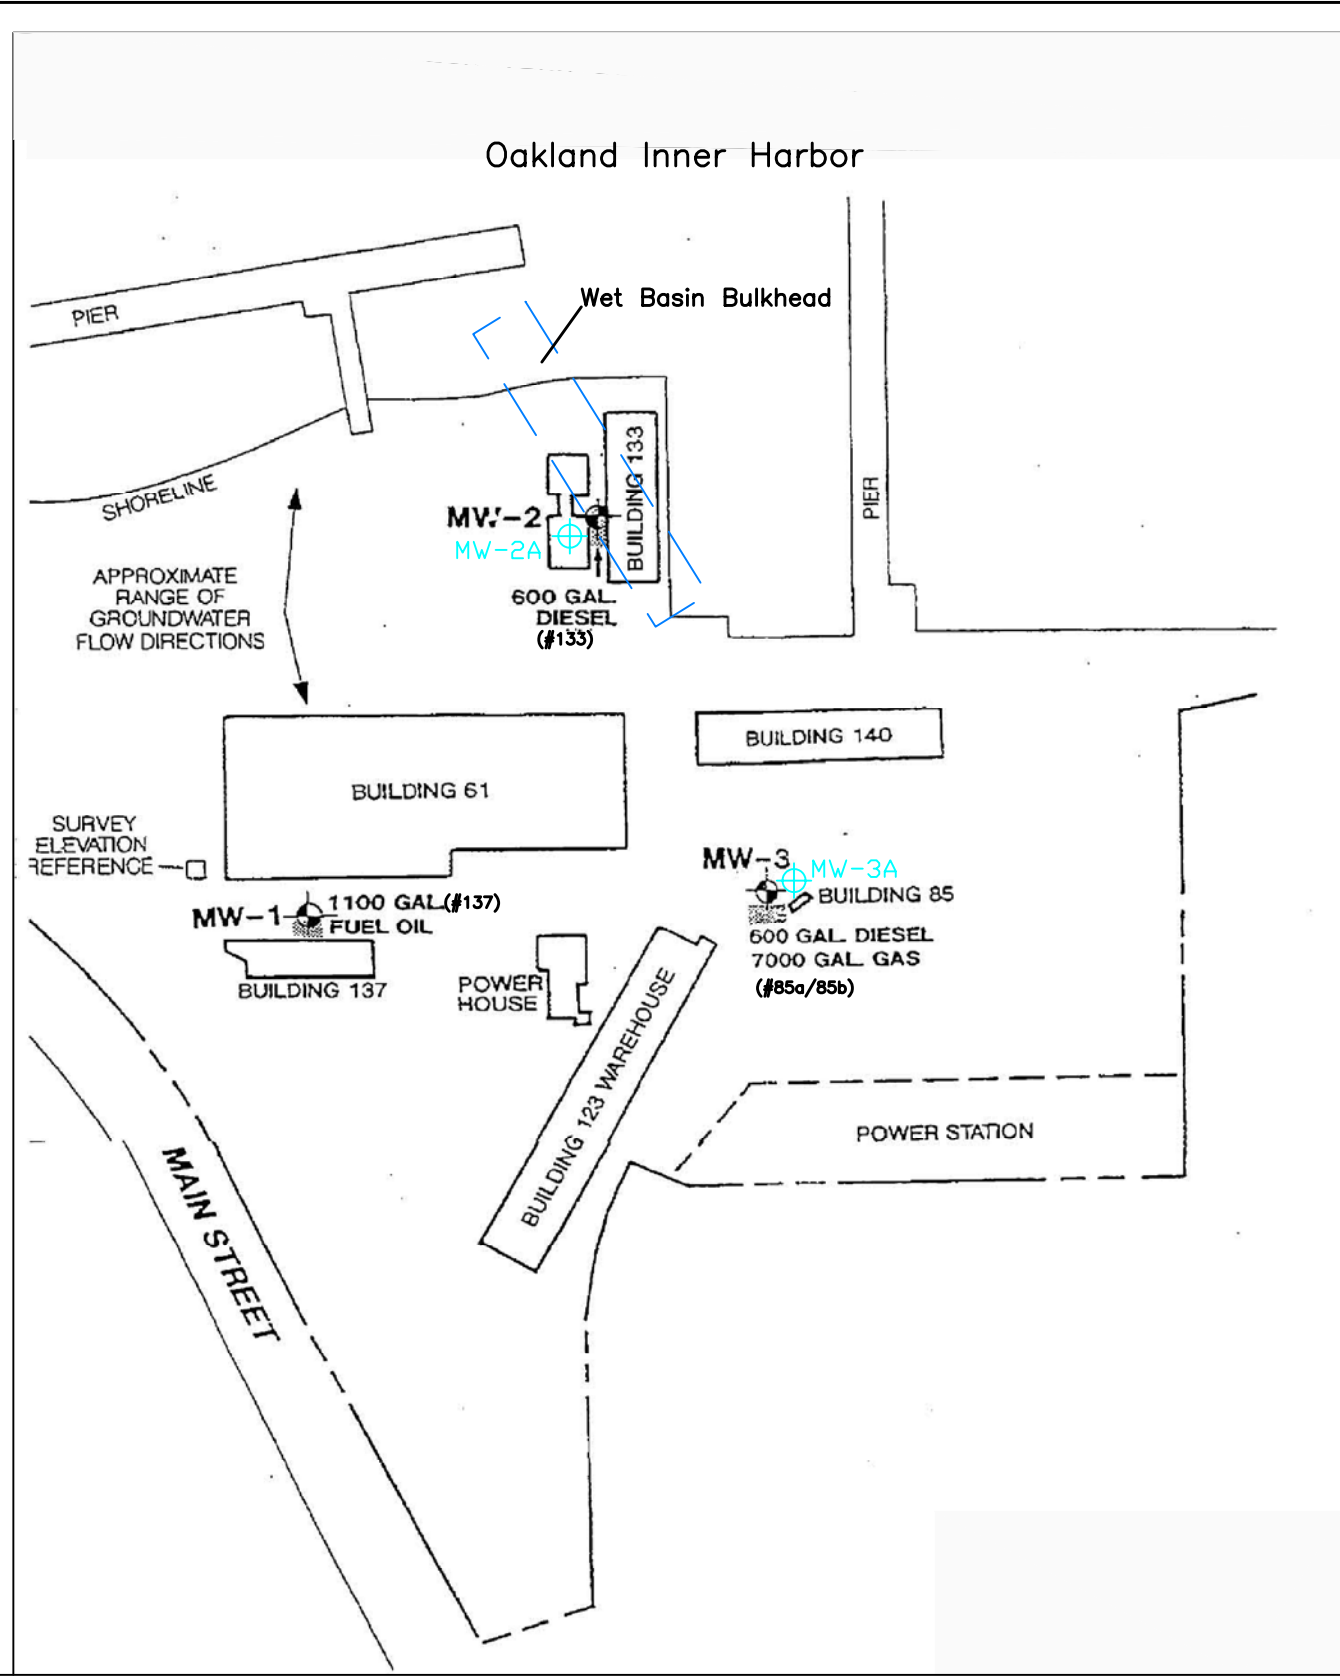 Oakland Inner Harbor
Wet Basin Bulkhead
PIER
SHORELINE
PIER
BUILDING 133
MW-2
MW-2A
600 GAL.
DIESEL
(#133)
APPROXIMATE
RANGE OF
GROUNDWATER
FLOW DIRECTIONS
BUILDING 140
BUILDING 61
SURVEY
ELEVATION
REFERENCE
MW-3
MW-3A
BUILDING 85
600 GAL. DIESEL
7000 GAL. GAS
(#85a/85b)
MW-1
1100 GAL.(#137)
FUEL OIL
BUILDING 137
POWER
HOUSE
BUILDING 123 WAREHOUSE
POWER STATION
MAIN STREET